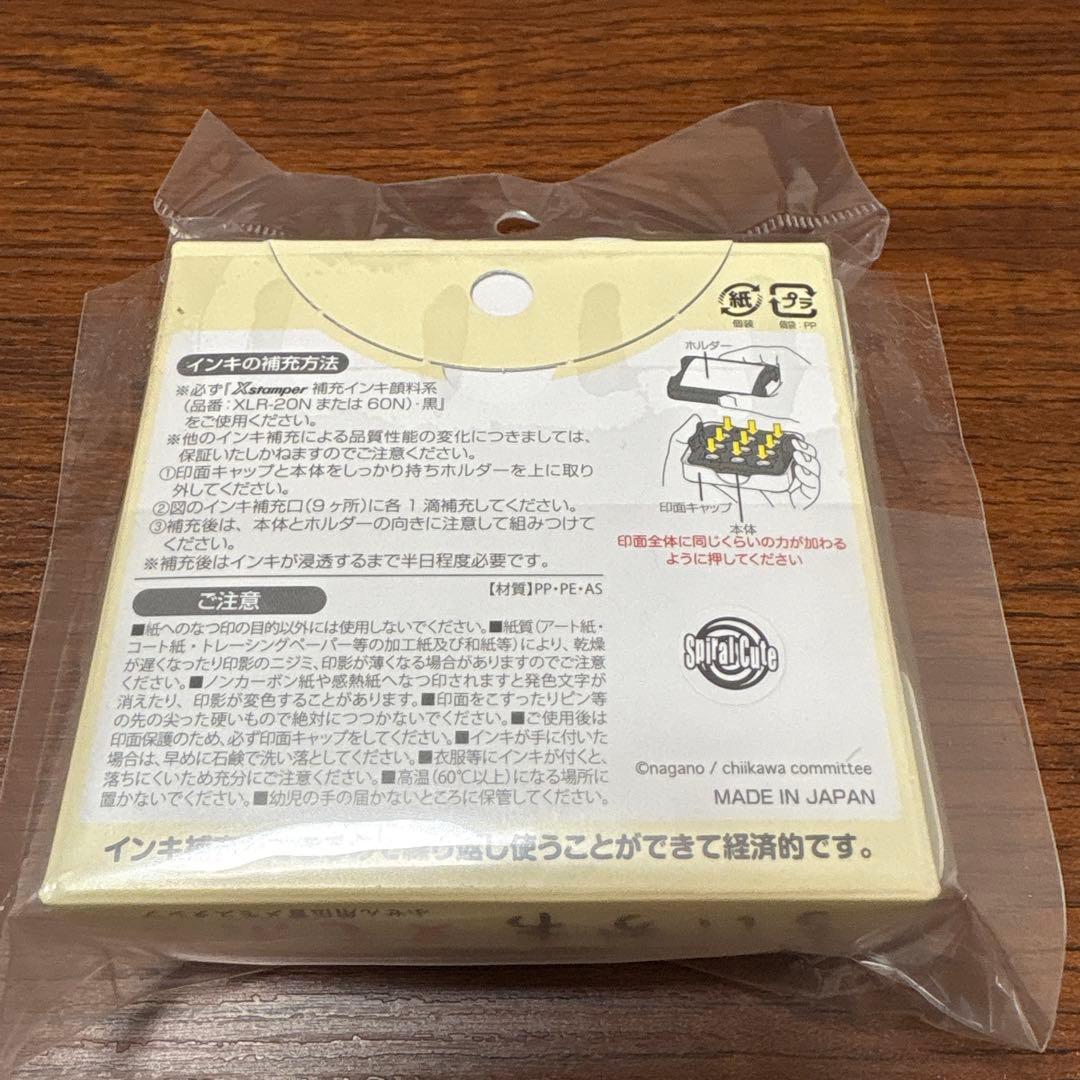 紙
個装
プラ
個袋:PP
インキの補充方法
※必ず『Xstamper 補充インキ顔料系
(品番:XLR-20N または 60N)・黒』
をご使用ください。
※他のインキ補充による品質性能の変化につきましては、
保証いたしかねますのでご注意ください。
①印面キャップと本体をしっかり持ちホルダーを上に取り
外してください。
②図のインキ補充口(9ヶ所)に各1滴補充してください。
③補充後は、本体とホルダーの向きに注意して組みつけて
ください。
※補充後はインキが浸透するまで半日程度必要です。
【材質】PP・PE・AS
ホルダー
印面キャップ
本体
印面全体に同じくらいの力が加わる
ように押してください
ご注意
■紙へのなつ印の目的以外には使用しないでください。■紙質(アート紙・
コート紙・トレーシングペーパー等の加工紙及び和紙等)により、乾燥
が遅くなったり印影のニジミ、印影が薄くなる場合がありますのでご注意
ください。■ノンカーボン紙や感熱紙へなつ印されますと発色文字が
消えたり、印影が変色することがあります。■印面をこすったりピン等
の先の尖った硬いもので絶対につつかないでください。■ご使用後は
印面保護のため、必ず印面キャップをしてください。■インキが手に付いた
場合は、早めに石鹸で洗い落としてください。■衣服等にインキが付くと、
落ちにくいため充分にご注意ください。■高温(60℃以上)になる場所に
置かないでください。■幼児の手の届かないところに保管してください。
Spiral Cute
©nagano / chiikawa committee
MADE IN JAPAN
インキ補 り返し使うことができて経済的です。
ふせん用位置メモスタンプ
いかわ